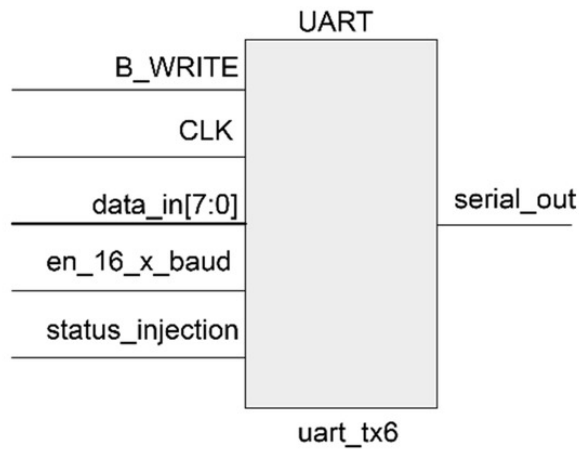 UART
B_WRITE
CLK
data_in[7:0]
serial_out
en_16_x_baud
status_injection
uart_tx6